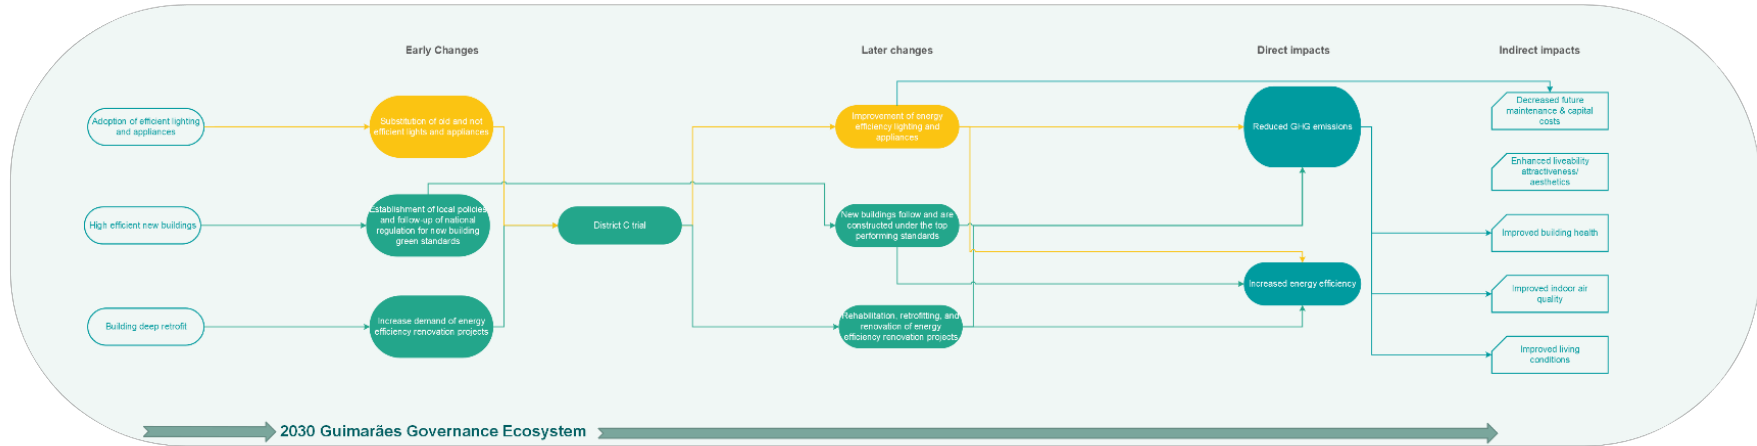 Early Changes
Later changes
Direct impacts
Indirect impacts
Adoption of efficient lighting
and appliances
Substitution of old and not
efficient lights and appliances
Improvement of energy
efficiency lighting and
appliances
Reduced GHG emissions
Decreased future
maintenance & capital
costs
Enhanced liveability
attractiveness/
aesthetics
High efficient new buildings
Establishment of local policies
and follow-up of national
regulation for new building
green standards
District C trial
New buildings follow and are
constructed under the top
performing standards
Improved building health
Increased energy efficiency
Improved indoor air
quality
Building deep retrofit
Increase demand of energy
efficiency renovation projects
Rehabilitation, retrofitting, and
renovation of energy
efficiency renovation projects
Improved living
conditions
2030 Guimarães Governance Ecosystem